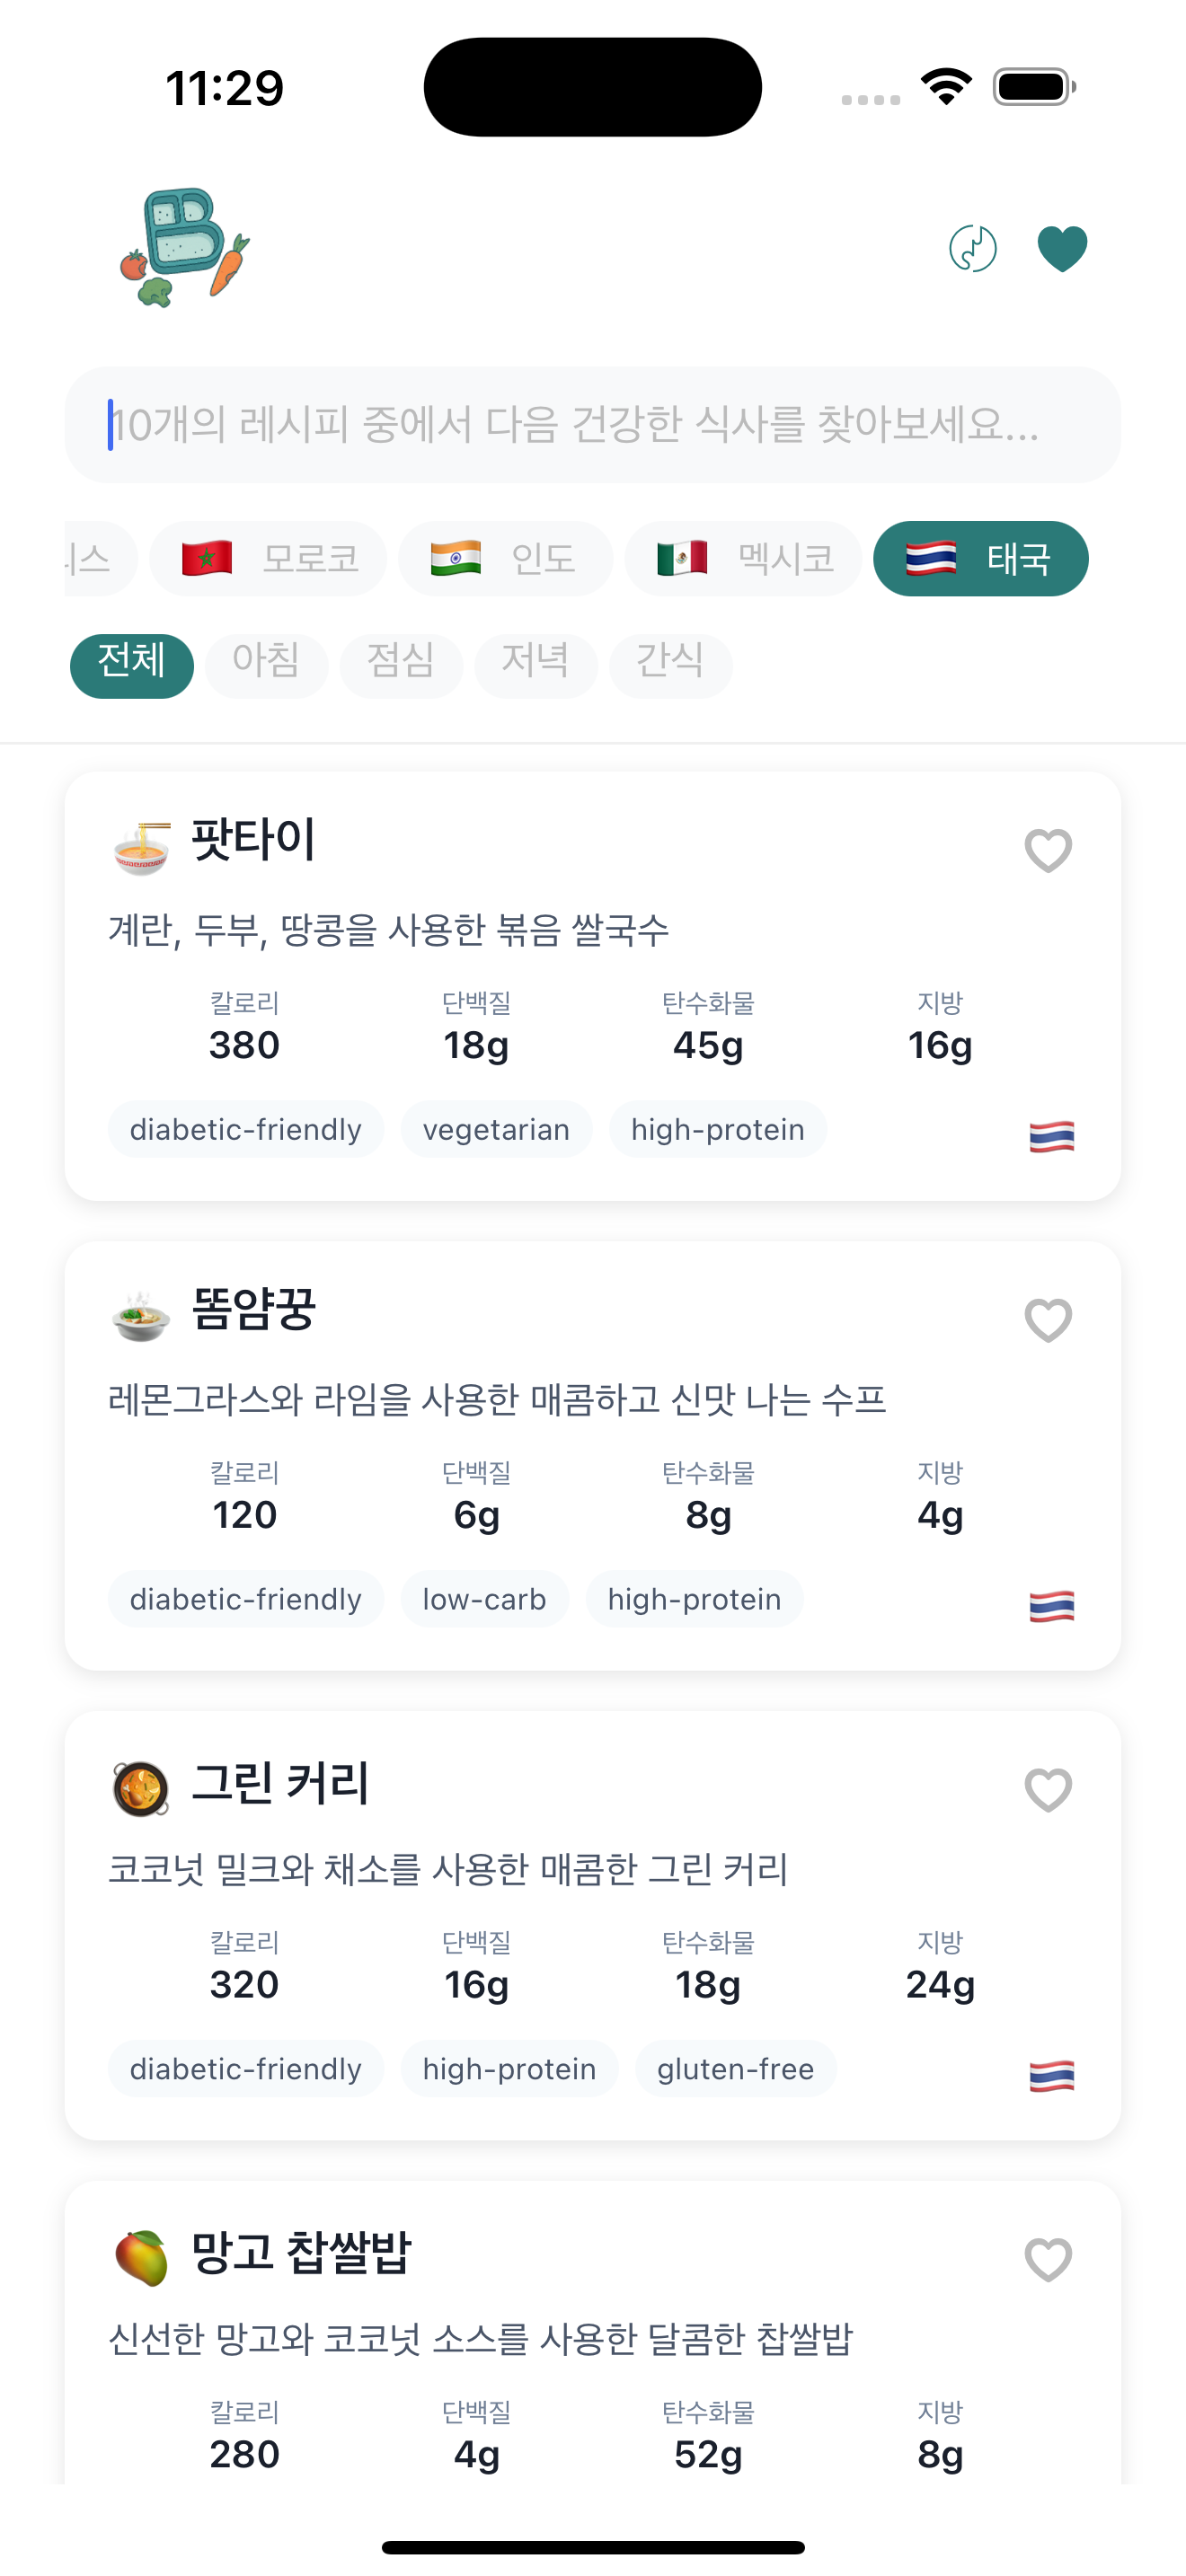 11:29
10개의 레시피 중에서 다음 건강한 식사를 찾아보세요...
모로코 인도 멕시코 태국
전체 아침 점심 저녁 간식
팟타이
계란, 두부, 땅콩을 사용한 볶음 쌀국수
칼로리 단백질 탄수화물 지방
380 18g 45g 16g
diabetic-friendly vegetarian high-protein
똠얌꿍
레몬그라스와 라임을 사용한 매콤하고 신맛 나는 수프
칼로리 단백질 탄수화물 지방
120 6g 8g 4g
diabetic-friendly low-carb high-protein
그린 커리
코코넛 밀크와 채소를 사용한 매콤한 그린 커리
칼로리 단백질 탄수화물 지방
320 16g 18g 24g
diabetic-friendly high-protein gluten-free
망고 찹쌀밥
신선한 망고와 코코넛 소스를 사용한 달콤한 찹쌀밥
칼로리 단백질 탄수화물 지방
280 4g 52g 8g